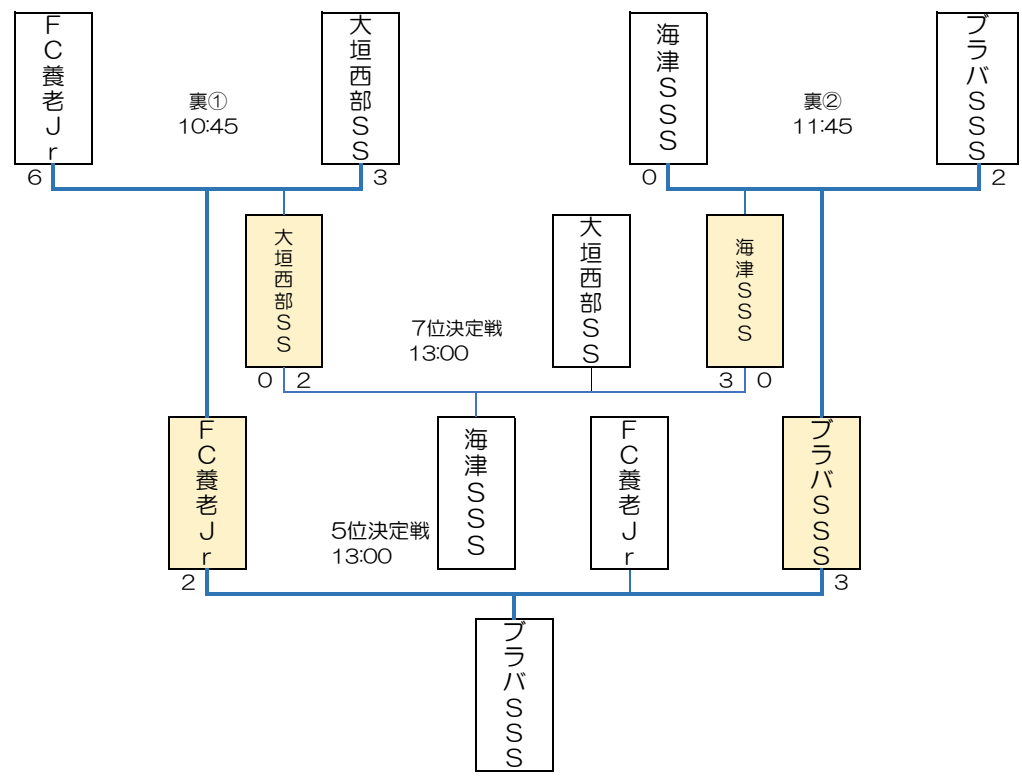 FC養老Jr
大垣西部SS
海津SSS
ブラバSSS
裏①
10:45
裏②
11:45
6
3
0
2
大垣西部SS
大垣西部SS
海津SSS
7位決定戦
13:00
0 2
3 0
FC養老Jr
海津SSS
FC養老Jr
ブラバSSS
5位決定戦
13:00
2
3
ブラバSSS